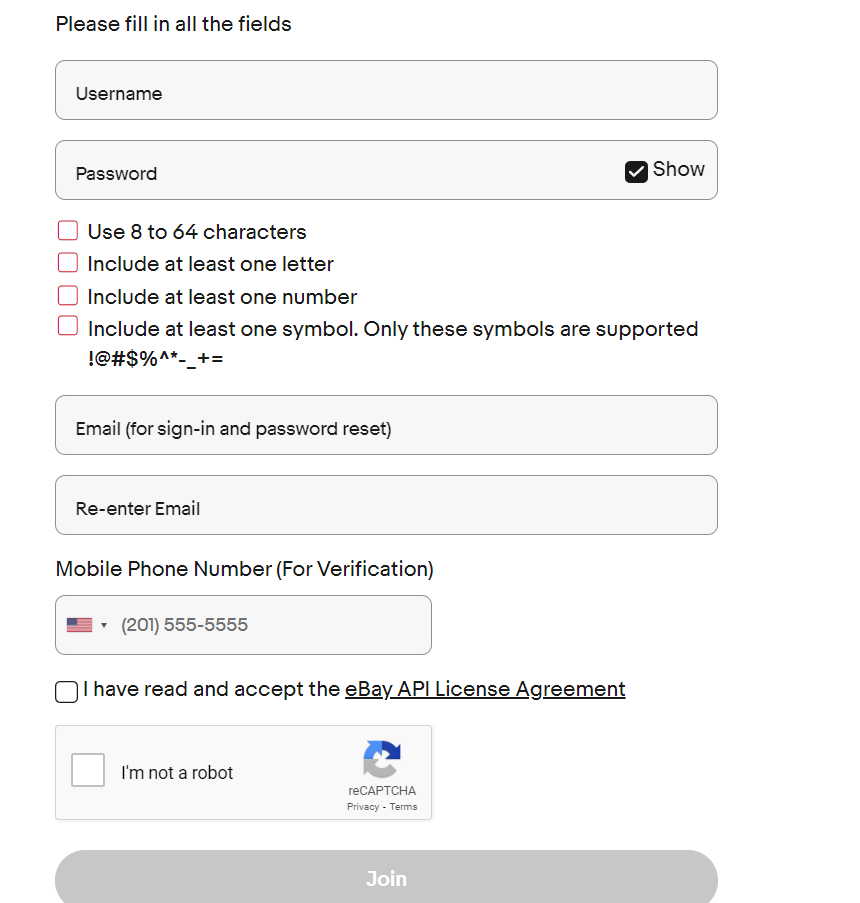 Please fill in all the fields
Username
Password
Show
Use 8 to 64 characters
Include at least one letter
Include at least one number
Include at least one symbol. Only these symbols are supported
!@#$%^*-_+=
Email (for sign-in and password reset)
Re-enter Email
Mobile Phone Number (For Verification)
(201) 555-5555
I have read and accept the eBay API License Agreement
I'm not a robot
reCAPTCHA
Privacy - Terms
Join